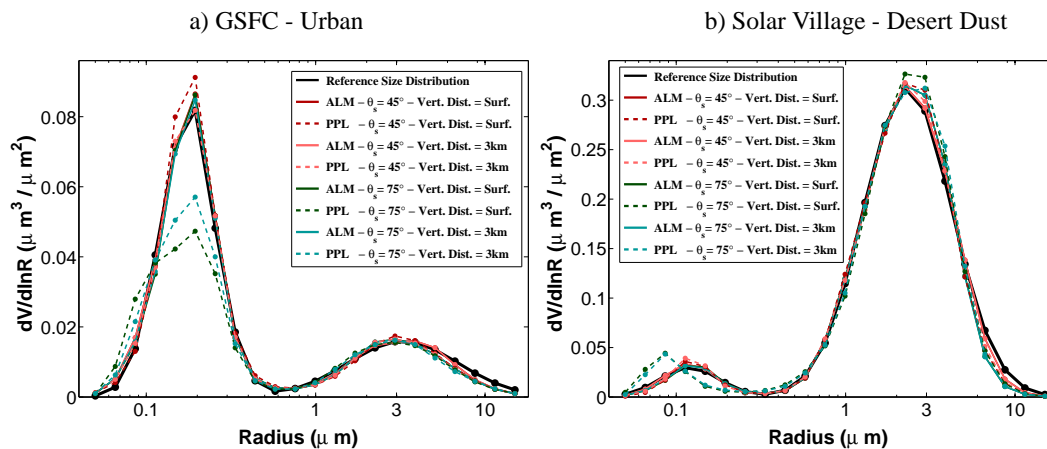 a) GSFC - Urban
b) Solar Village - Desert Dust
dV/dlnR (μ m³ / μ m²)
0.08
0.06
0.04
0.02
0
Reference Size Distribution
ALM – θs = 45° – Vert. Dist. = Surf.
PPL – θs = 45° – Vert. Dist. = Surf.
ALM – θs = 45° – Vert. Dist. = 3km
PPL – θs = 45° – Vert. Dist. = 3km
ALM – θs = 75° – Vert. Dist. = Surf.
PPL – θs = 75° – Vert. Dist. = Surf.
ALM – θs = 75° – Vert. Dist. = 3km
PPL – θs = 75° – Vert. Dist. = 3km
0.1 1 3 10
Radius (μ m)
dV/dlnR (μ m³ / μ m²)
0.3
0.25
0.2
0.15
0.1
0.05
0
Reference Size Distribution
ALM – θs = 45° – Vert. Dist. = Surf.
PPL – θs = 45° – Vert. Dist. = Surf.
ALM – θs = 45° – Vert. Dist. = 3km
PPL – θs = 45° – Vert. Dist. = 3km
ALM – θs = 75° – Vert. Dist. = Surf.
PPL – θs = 75° – Vert. Dist. = Surf.
ALM – θs = 75° – Vert. Dist. = 3km
PPL – θs = 75° – Vert. Dist. = 3km
0.1 1 3 10
Radius (μ m)